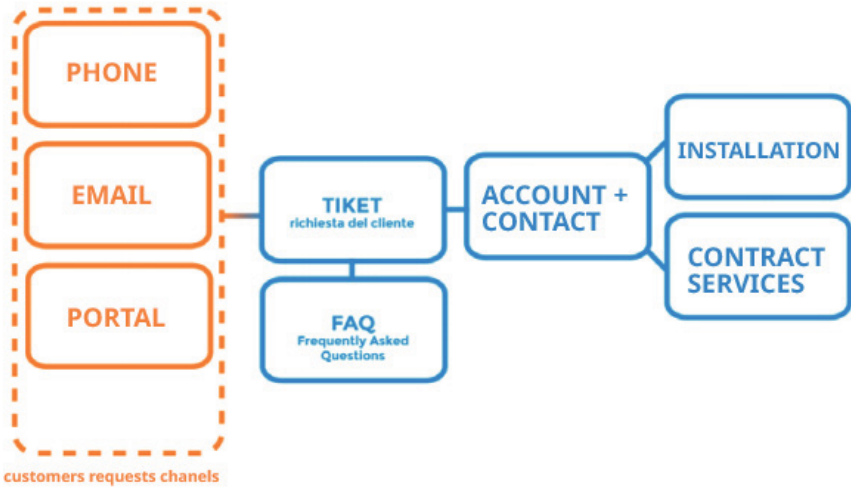 PHONE
EMAIL
PORTAL
customers requests chanels
TIKET
richiesta del cliente
FAQ
Frequently Asked
Questions
ACCOUNT +
CONTACT
INSTALLATION
CONTRACT
SERVICES